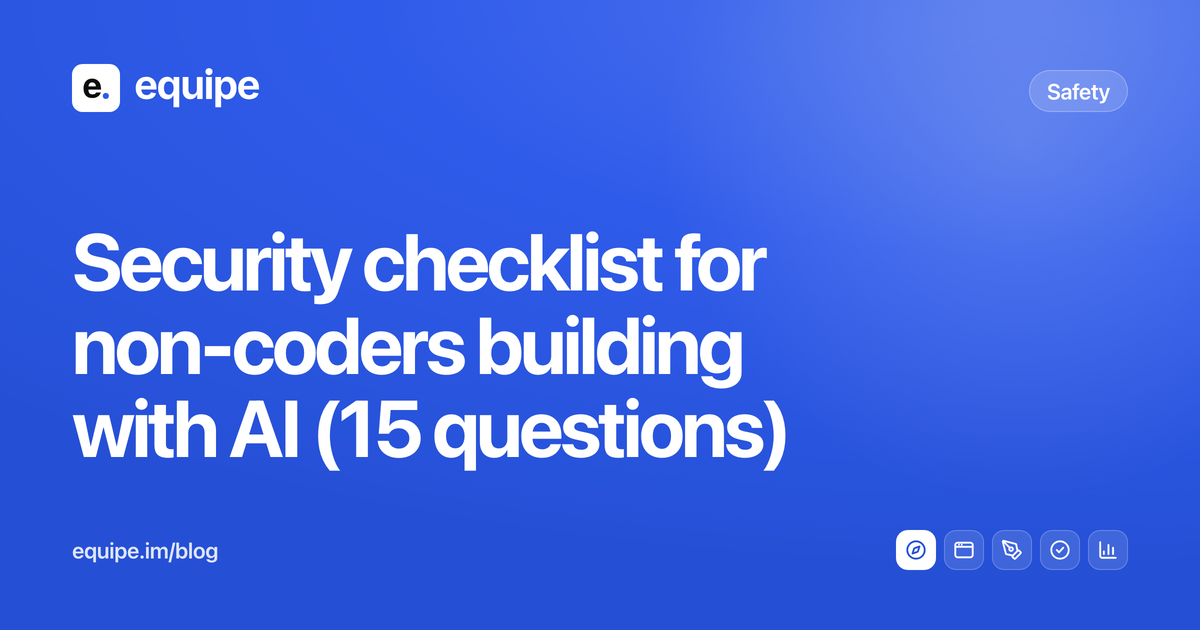 e. equipe
Safety
Security checklist for
non-coders building
with AI (15 questions)
equipe.im/blog